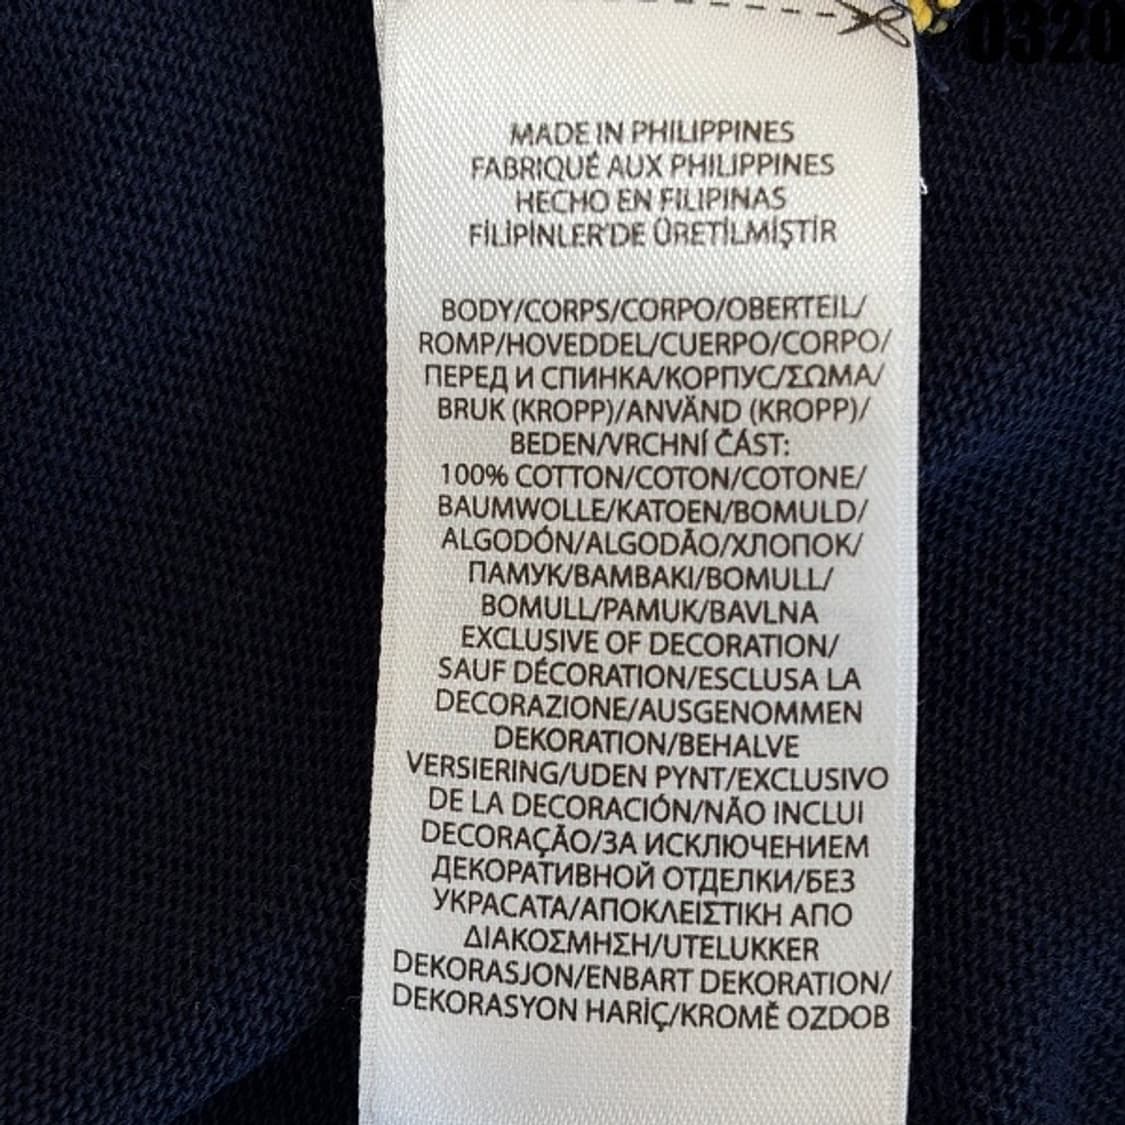 0320
MADE IN PHILIPPINES
FABRIQUÉ AUX PHILIPPINES
HECHO EN FILIPINAS
FİLİPİNLER'DE ÜRETİLMİŞTİR
BODY/CORPS/CORPO/OBERTEIL/
ROMP/HOVEDDEL/CUERPO/CORPO/
ПЕРЕД И СПИНКА/КОРПУС/ΣΩΜΑ/
BRUK (KROPP)/ANVÄND (KROPP)/
BEDEN/VRCHNÍ ČÁST:
100% COTTON/COTON/COTONE/
BAUMWOLLE/KATOEN/BOMULD/
ALGODÓN/ALGODÃO/ХЛОПОК/
ПАМУК/ΒΑΜΒΑΚΙ/BOMULL/
BOMULL/PAMUK/BAVLNA
EXCLUSIVE OF DECORATION/
SAUF DÉCORATION/ESCLUSA LA
DECORAZIONE/AUSGENOMMEN
DEKORATION/BEHALVE
VERSIERING/UDEN PYNT/EXCLUSIVO
DE LA DECORACIÓN/NÃO INCLUI
DECORAÇÃO/ЗА ИСКЛЮЧЕНИЕМ
ДЕКОРАТИВНОЙ ОТДЕЛКИ/БЕЗ
УКРАСАТА/ΑΠΟΚΛΕΙΣΤΙΚΗ ΑΠΟ
ΔΙΑΚΟΣΜΗΣΗ/UTELUKKER
DEKORASJON/ENBART DEKORATION/
DEKORASYON HARİÇ/KROMĚ OZDOB